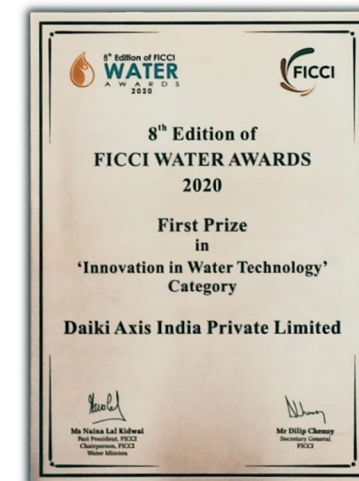 8th Edition of FICCI
WATER
AWARDS
2020
FICCI
8th Edition of
FICCI WATER AWARDS
2020
First Prize
in
‘Innovation in Water Technology’
Category
Daiki Axis India Private Limited
Ms Naina Lal Kidwai
Past President, FICCI
Chairperson, FICCI
Water Mission
Mr Dilip Chenoy
Secretary General
FICCI